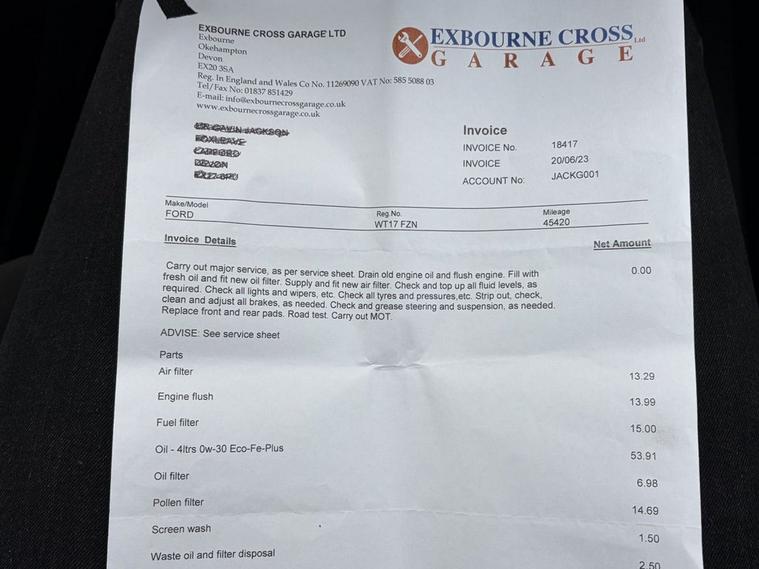 EXBOURNE CROSS GARAGE LTD
Exbourne
Okehampton
Devon
EX20 3SA
Reg. In England and Wales Co No. 11269090 VAT No: 585 5088 03
Tel/Fax No: 01837 851429
E-mail: info@exbournecrossgarage.co.uk
www.exbournecrossgarage.co.uk
EXBOURNE CROSS Ltd
GARAGE
Invoice
INVOICE No. 18417
INVOICE 20/06/23
ACCOUNT No: JACKG001
Make/Model Reg.No. Mileage
FORD WT17 FZN 45420
Invoice Details Net Amount
Carry out major service, as per service sheet. Drain old engine oil and flush engine. Fill with 0.00
fresh oil and fit new oil filter. Supply and fit new air filter. Check and top up all fluid levels, as
required. Check all lights and wipers, etc. Check all tyres and pressures,etc. Strip out, check,
clean and adjust all brakes, as needed. Check and grease steering and suspension, as needed.
Replace front and rear pads. Road test. Carry out MOT.
ADVISE: See service sheet
Parts
Air filter 13.29
Engine flush 13.99
Fuel filter 15.00
Oil - 4ltrs 0w-30 Eco-Fe-Plus 53.91
Oil filter 6.98
Pollen filter 14.69
Screen wash 1.50
Waste oil and filter disposal 2.50